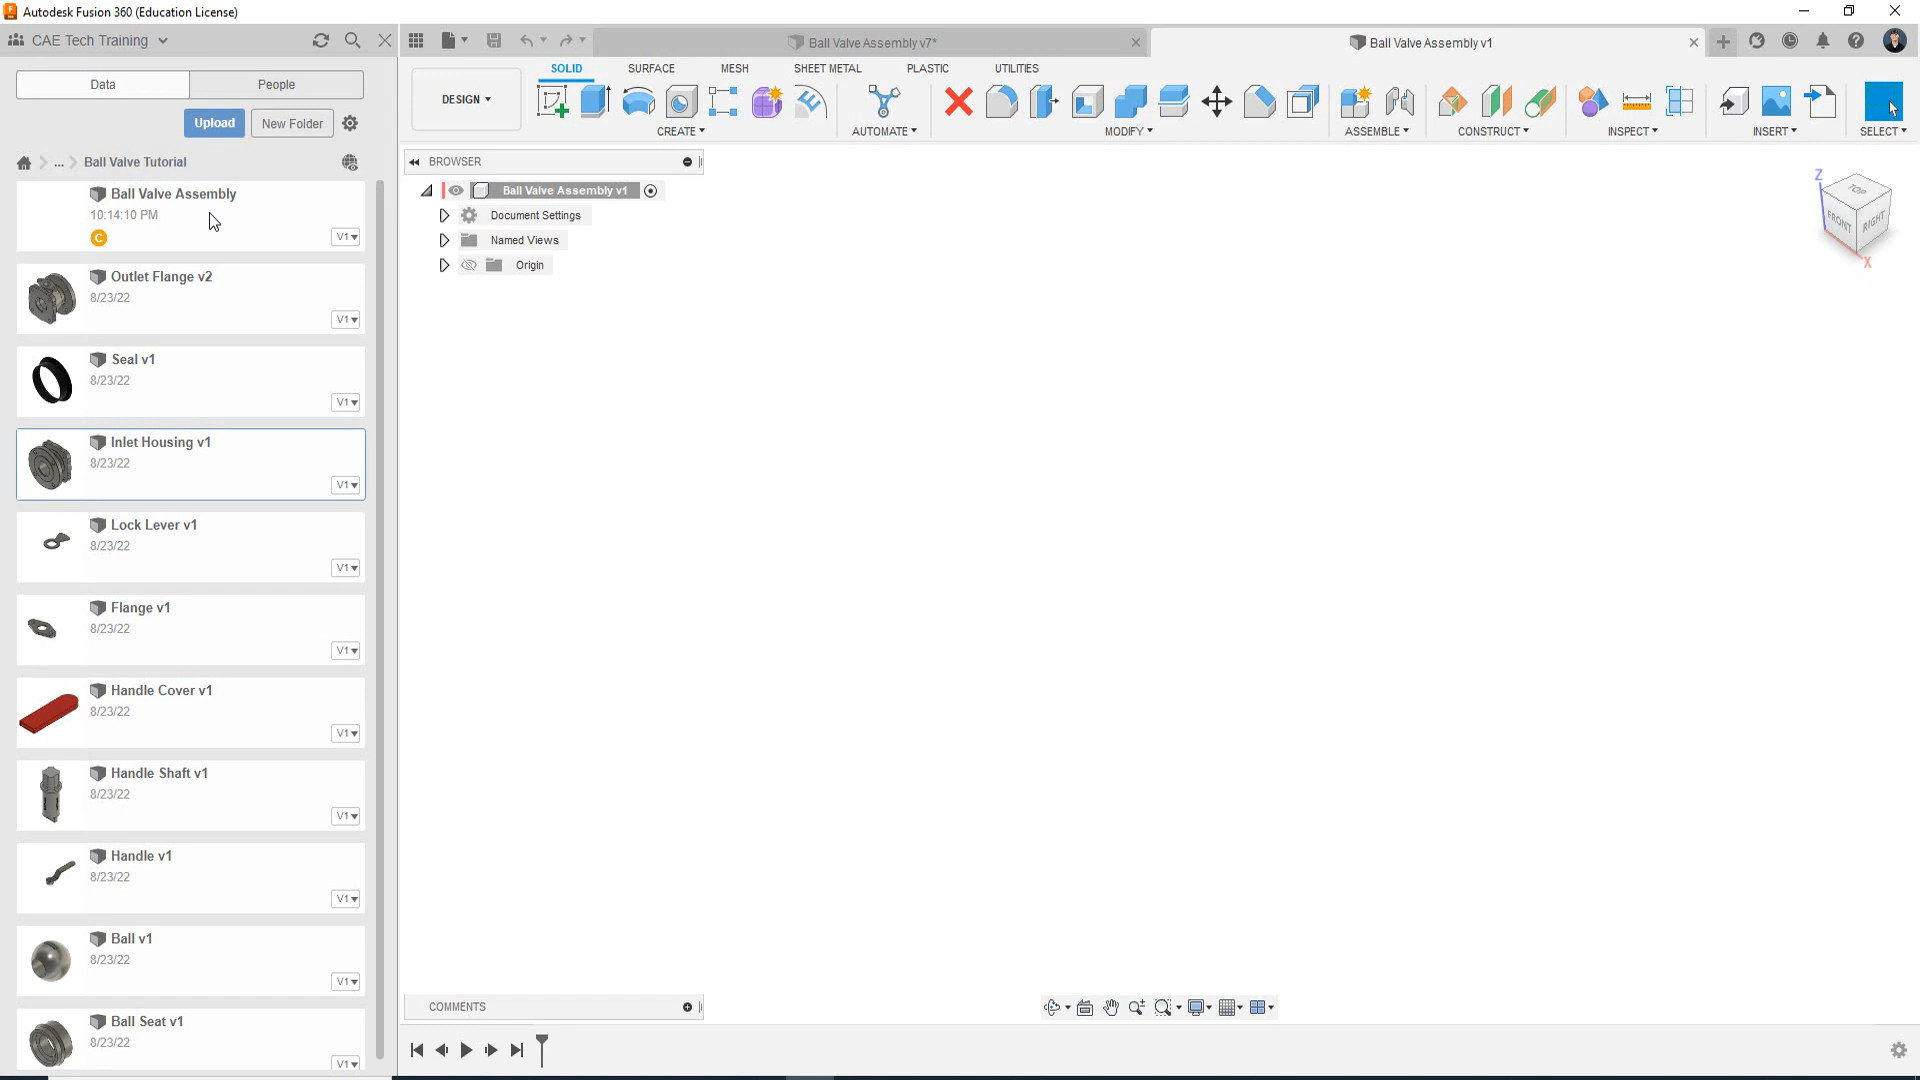 Autodesk Fusion 360 (Education License)
CAE Tech Training
Ball Valve Assembly v7*
Ball Valve Assembly v1
Data
People
Upload
New Folder
... Ball Valve Tutorial
DESIGN
SOLID
SURFACE
MESH
SHEET METAL
PLASTIC
UTILITIES
CREATE
AUTOMATE
MODIFY
ASSEMBLE
CONSTRUCT
INSPECT
INSERT
SELECT
BROWSER
Ball Valve Assembly v1
Document Settings
Named Views
Origin
Ball Valve Assembly
10:14:10 PM
C
V1
Outlet Flange v2
8/23/22
V1
Seal v1
8/23/22
V1
Inlet Housing v1
8/23/22
V1
Lock Lever v1
8/23/22
V1
Flange v1
8/23/22
V1
Handle Cover v1
8/23/22
V1
Handle Shaft v1
8/23/22
V1
Handle v1
8/23/22
V1
Ball v1
8/23/22
V1
Ball Seat v1
8/23/22
V1
Z
TOP
FRONT
RIGHT
X
COMMENTS